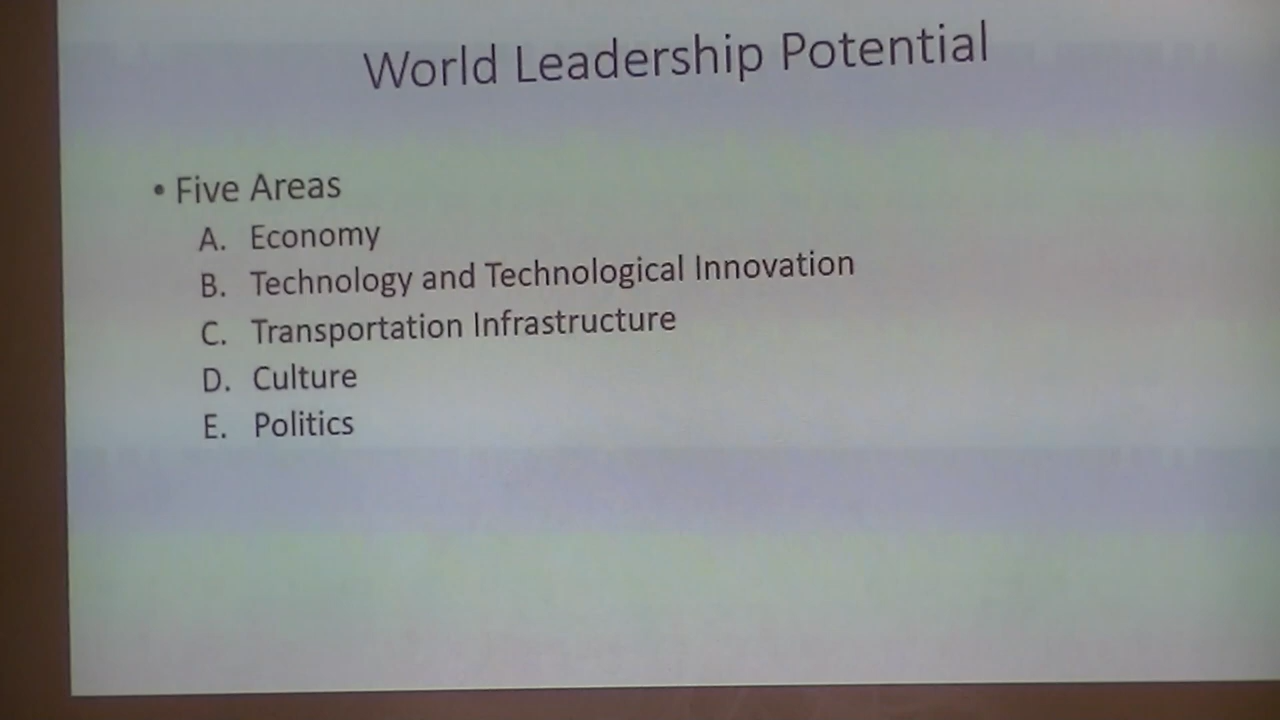 World Leadership Potential
• Five Areas
A. Economy
B. Technology and Technological Innovation
C. Transportation Infrastructure
D. Culture
E. Politics